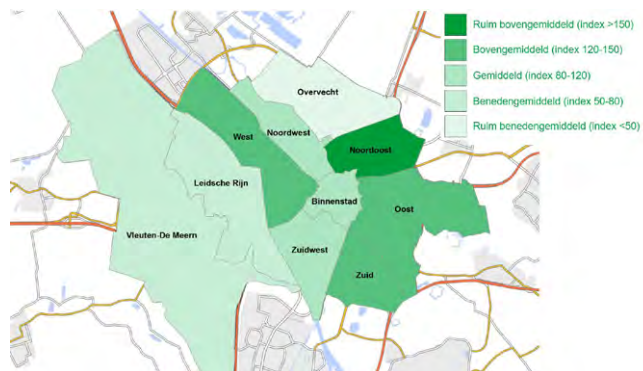 Ruim bovengemiddeld (index >150)
Bovengemiddeld (index 120-150)
Gemiddeld (index 80-120)
Benedengemiddeld (index 50-80)
Ruim benedengemiddeld (index <50)
Overvecht
West
Noordwest
Noordoost
Leidsche Rijn
Binnenstad
Oost
Vleuten-De Meern
Zuidwest
Zuid